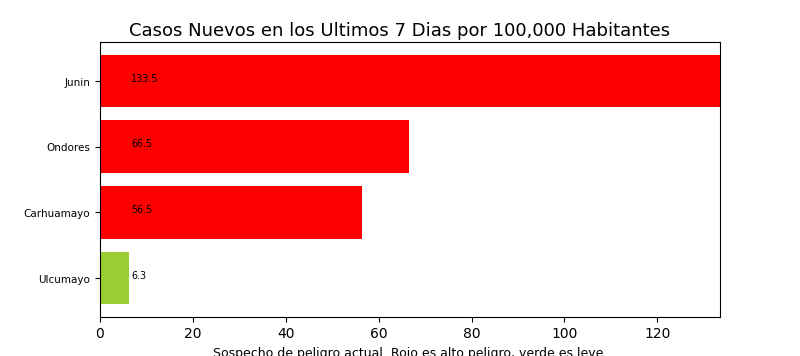 Casos Nuevos en los Ultimos 7 Dias por 100,000 Habitantes
Junin 133.5
Ondores 66.5
Carhuamayo 56.5
Ulcumayo 6.3
0 20 40 60 80 100 120
Sospecho de peligro actual. Rojo es alto peligro, verde es leve